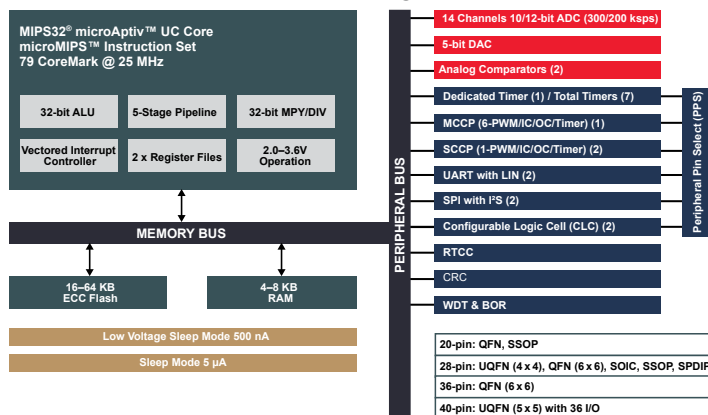 MIPS32® microAptiv™ UC Core
microMIPS™ Instruction Set
79 CoreMark @ 25 MHz
32-bit ALU
5-Stage Pipeline
32-bit MPY/DIV
Vectored Interrupt
Controller
2 x Register Files
2.0–3.6V
Operation
MEMORY BUS
16–64 KB
ECC Flash
4–8 KB
RAM
Low Voltage Sleep Mode 500 nA
Sleep Mode 5 µA
PERIPHERAL BUS
14 Channels 10/12-bit ADC (300/200 ksps)
5-bit DAC
Analog Comparators (2)
Dedicated Timer (1) / Total Timers (7)
MCCP (6-PWM/IC/OC/Timer) (1)
SCCP (1-PWM/IC/OC/Timer) (2)
UART with LIN (2)
SPI with I²S (2)
Configurable Logic Cell (CLC) (2)
RTCC
CRC
WDT & BOR
Peripheral Pin Select (PPS)
20-pin: QFN, SSOP
28-pin: UQFN (4 x 4), QFN (6 x 6), SOIC, SSOP, SPDIP
36-pin: QFN (6 x 6)
40-pin: UQFN (5 x 5) with 36 I/O